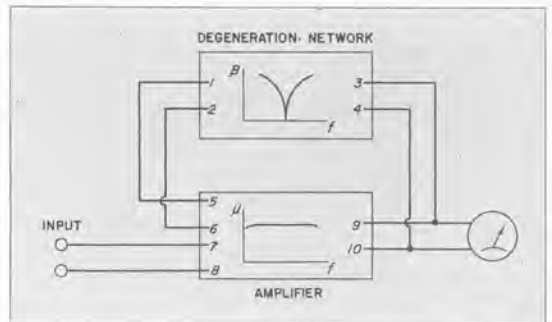 DEGENERATION NETWORK
1
β
3
2
4
f
5
μ
9
6
INPUT
7
10
8
f
AMPLIFIER